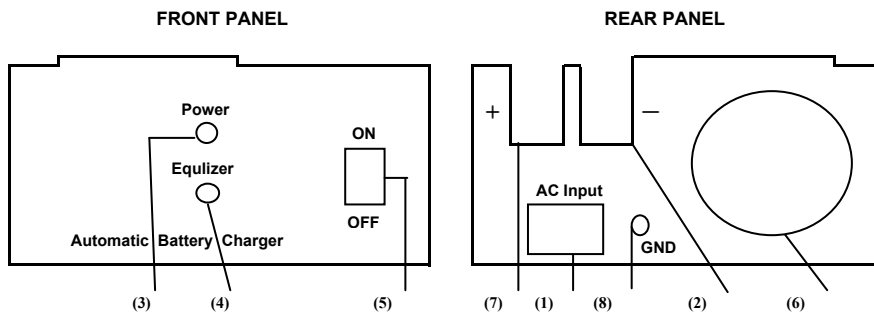 FRONT PANEL
REAR PANEL
Power
ON
Equlizer
OFF
Automatic Battery Charger
+
−
AC Input
GND
(3) (4) (5) (7) (1) (8) (2) (6)